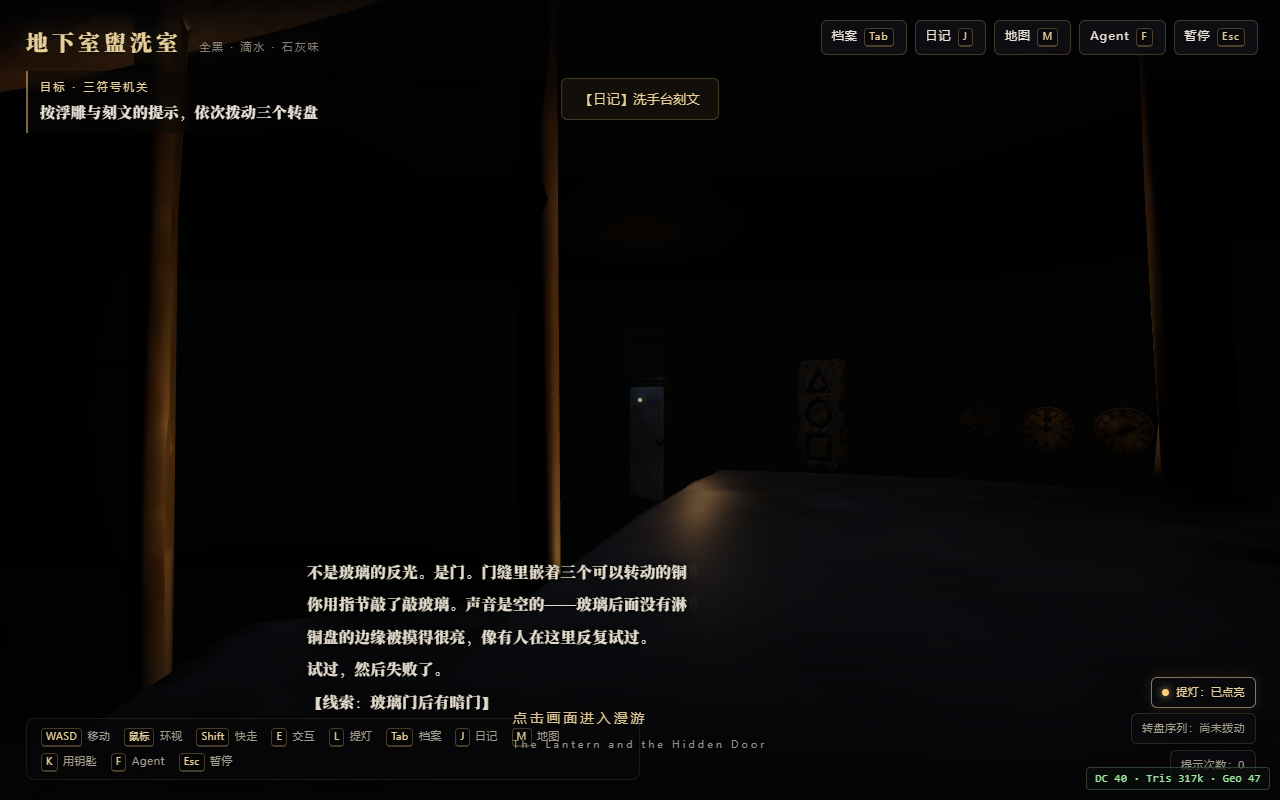 地下室盥洗室 全黑 · 滴水 · 石灰味
档案 Tab 日记 J 地图 M Agent F 暂停 Esc
目标 · 三符号机关
按浮雕与刻文的提示，依次拨动三个转盘
【日记】洗手台刻文
不是玻璃的反光。是门。门缝里嵌着三个可以转动的铜
你用指节敲了敲玻璃。声音是空的——玻璃后面没有淋
铜盘的边缘被摸得很亮，像有人在这里反复试过。
试过，然后失败了。
【线索：玻璃门后有暗门】
提灯：已点亮
点击画面进入漫游
转盘序列：尚未拨动
WASD 移动 鼠标 环视 Shift 快走 E 交互 L 提灯 Tab 档案 J 日记 M 地图
The Lantern and the Hidden Door
K 用钥匙 F Agent Esc 暂停
提示次数：0
DC 40 · Tris 317k · Geo 47